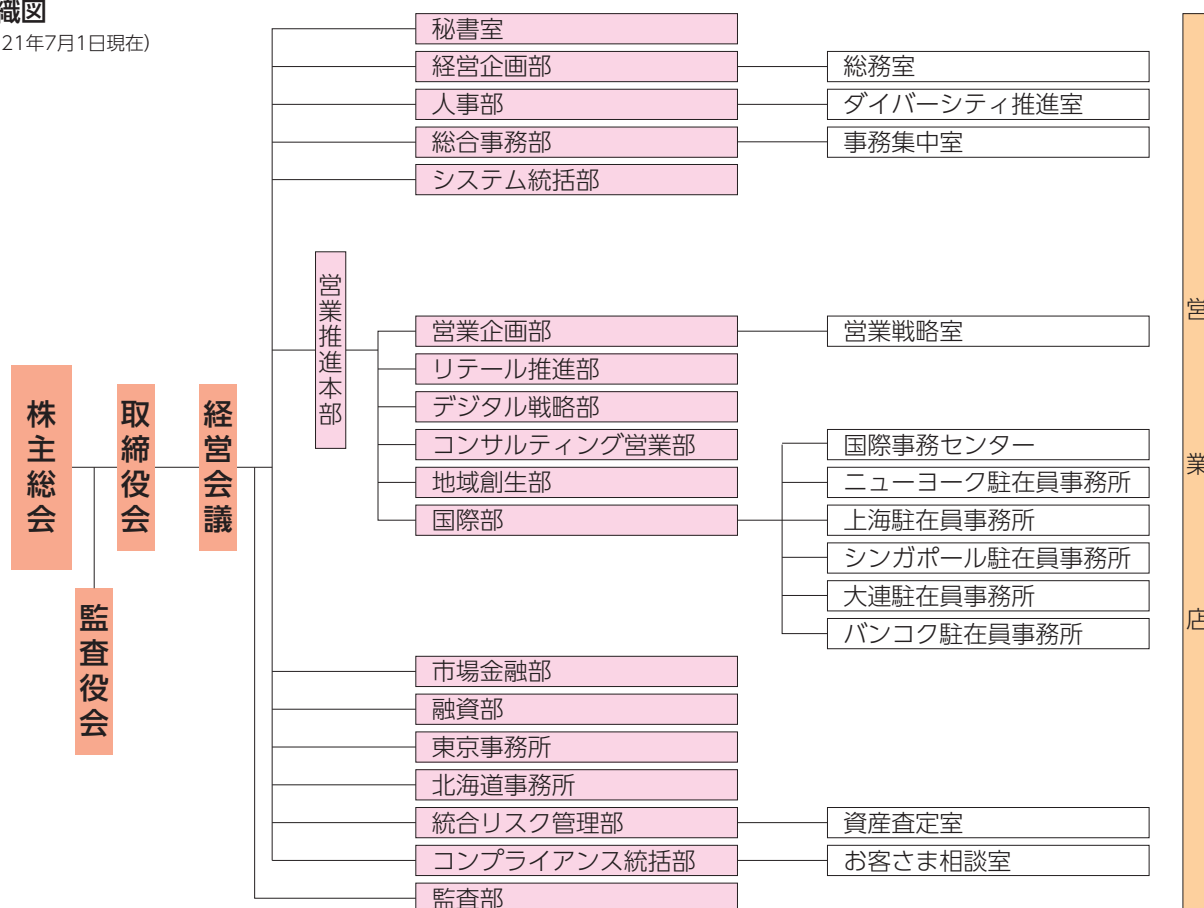 織図
21年7月1日現在）
秘書室
経営企画部
総務室
人事部
ダイバーシティ推進室
総合事務部
事務集中室
システム統括部
営業推進本部
営業企画部
営業戦略室
リテール推進部
デジタル戦略部
コンサルティング営業部
地域創生部
国際部
国際事務センター
ニューヨーク駐在員事務所
上海駐在員事務所
シンガポール駐在員事務所
大連駐在員事務所
バンコク駐在員事務所
株主総会
取締役会
経営会議
監査役会
市場金融部
融資部
東京事務所
北海道事務所
統合リスク管理部
資産査定室
コンプライアンス統括部
お客さま相談室
監査部
営業店